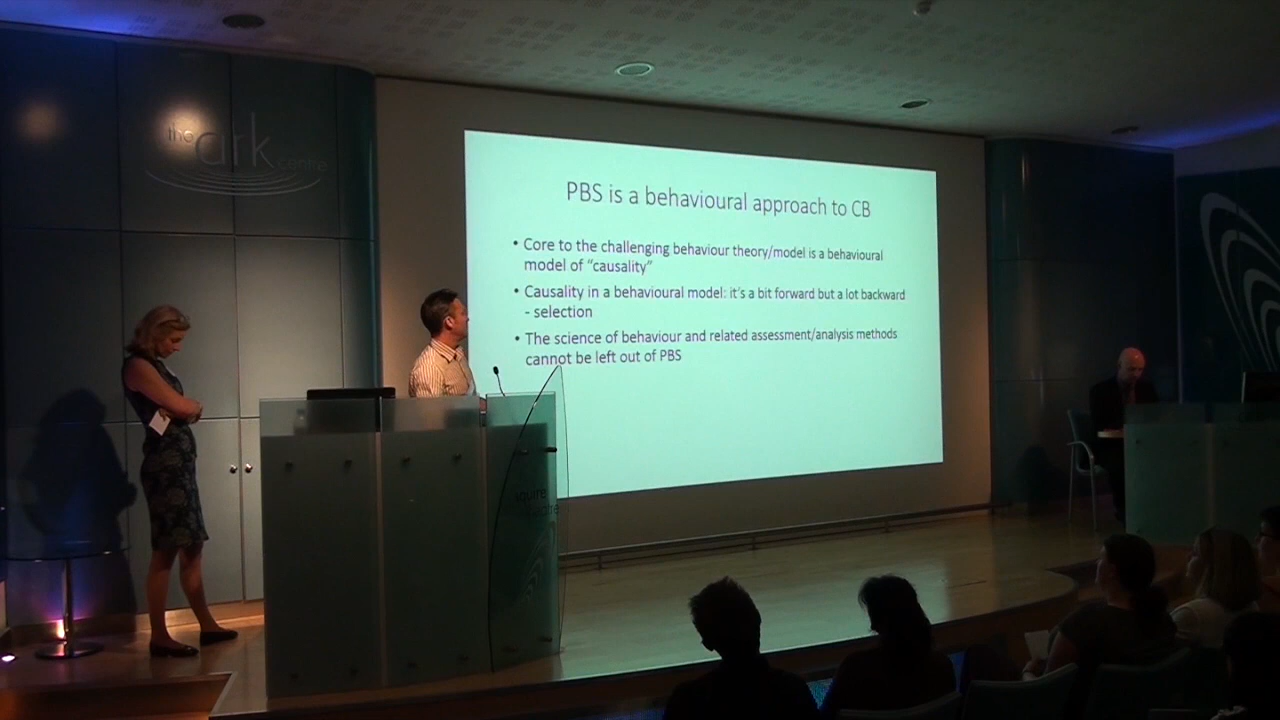 the ark centre
PBS is a behavioural approach to CB
• Core to the challenging behaviour theory/model is a behavioural
model of “causality”
• Causality in a behavioural model: it's a bit forward but a lot backward
- selection
• The science of behaviour and related assessment/analysis methods
cannot be left out of PBS